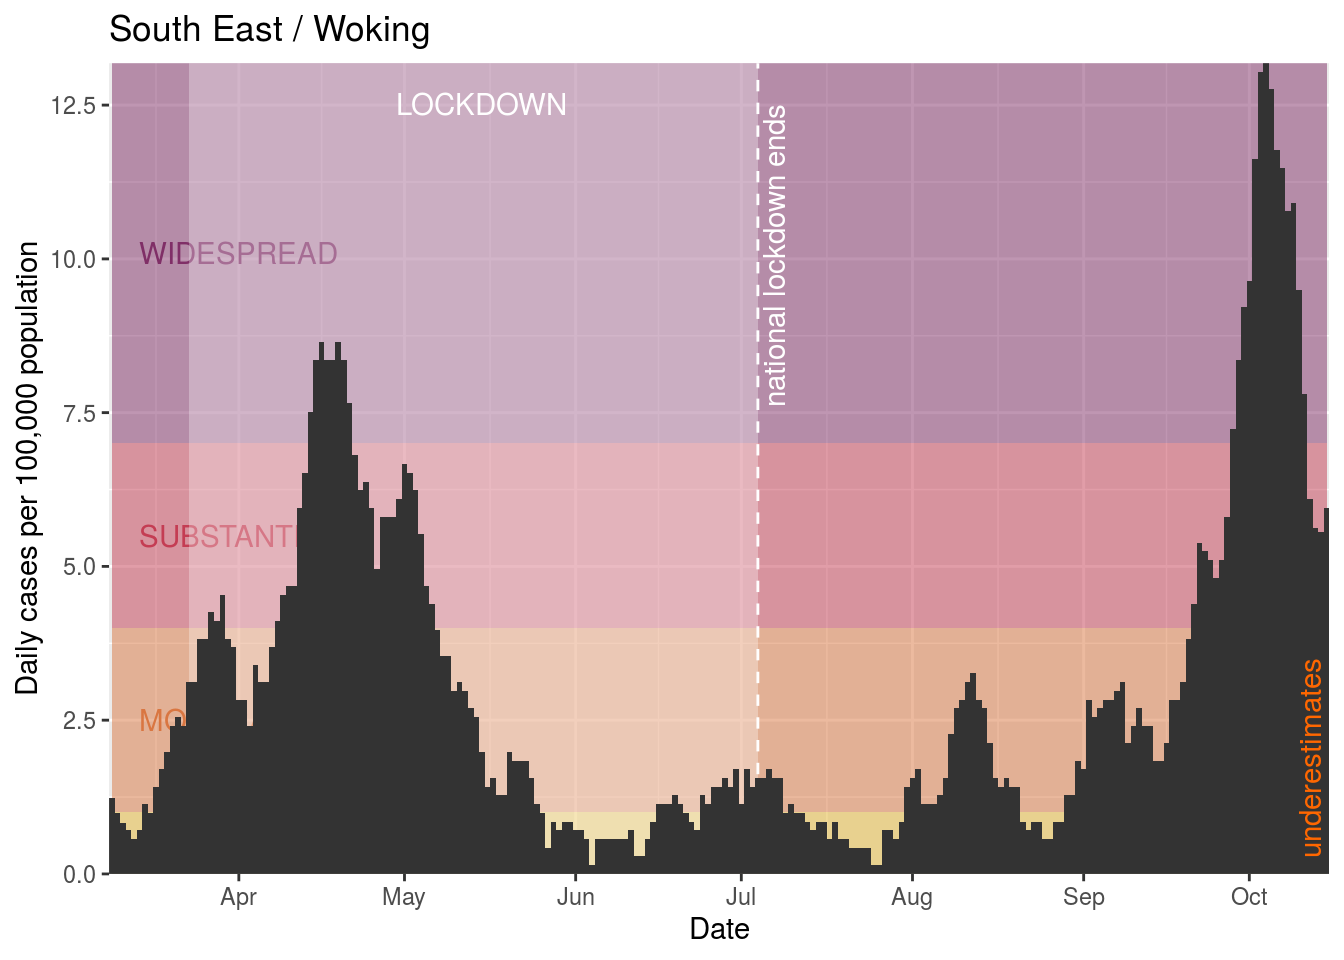 South East / Woking
Daily cases per 100,000 population
12.5
10.0
7.5
5.0
2.5
0.0
LOCKDOWN
WIDESPREAD
SUBSTANT
MO
national lockdown ends
underestimates
Apr
May
Jun
Jul
Aug
Sep
Oct
Date